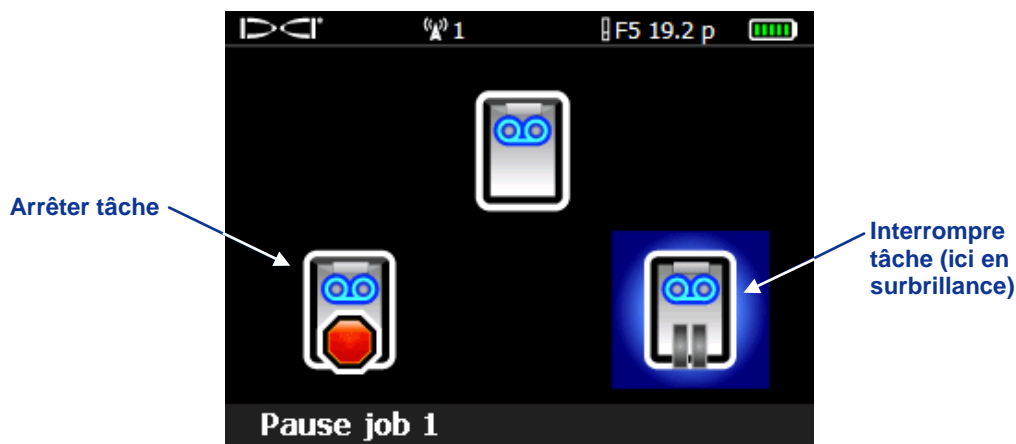 DCI 1 F5 19.2 p
Arrêter tâche
Interrompre
tâche (ici en
surbrillance)
Pause job 1